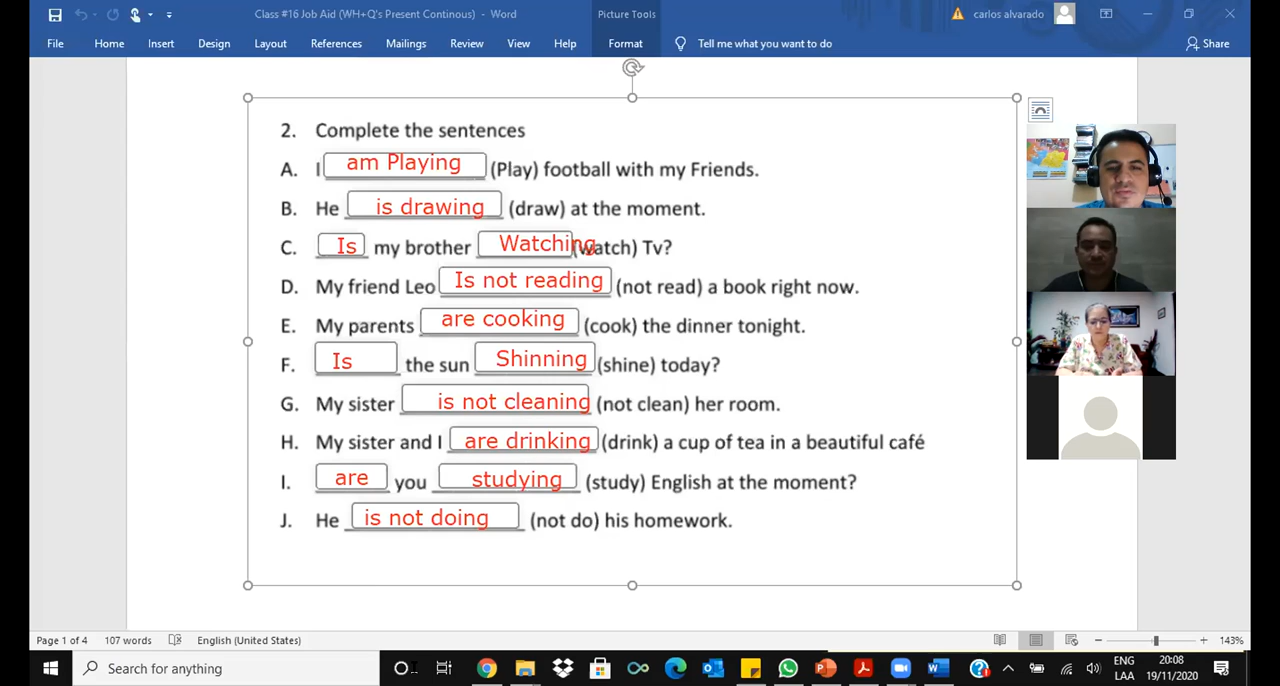 Class #16 Job Aid (WH+Q's Present Continous) - Word
Picture Tools
carlos alvarado
File Home Insert Design Layout References Mailings Review View Help Format Tell me what you want to do Share
2. Complete the sentences
A. I am Playing (Play) football with my Friends.
B. He is drawing (draw) at the moment.
C. Is my brother Watching (watch) Tv?
D. My friend Leo Is not reading (not read) a book right now.
E. My parents are cooking (cook) the dinner tonight.
F. Is the sun Shinning (shine) today?
G. My sister is not cleaning (not clean) her room.
H. My sister and I are drinking (drink) a cup of tea in a beautiful café
I. are you studying (study) English at the moment?
J. He is not doing (not do) his homework.
Page 1 of 4 107 words English (United States) 143%
Search for anything
ENG 20:08
LAA 19/11/2020